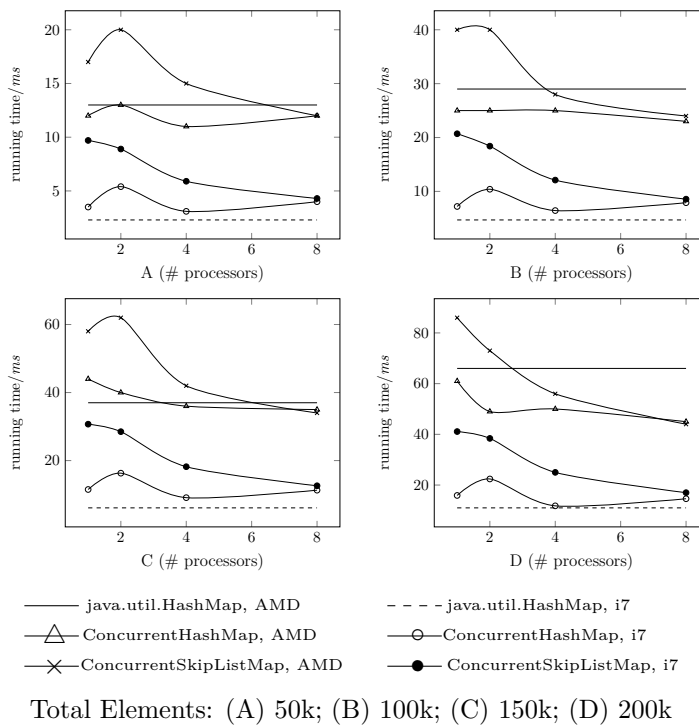 20
15
10
5
running time/ms
2
4
6
8
A (# processors)
40
30
20
10
running time/ms
2
4
6
8
B (# processors)
60
40
20
running time/ms
2
4
6
8
C (# processors)
80
60
40
20
running time/ms
2
4
6
8
D (# processors)
java.util.HashMap, AMD
java.util.HashMap, i7
ConcurrentHashMap, AMD
ConcurrentHashMap, i7
ConcurrentSkipListMap, AMD
ConcurrentSkipListMap, i7
Total Elements: (A) 50k; (B) 100k; (C) 150k; (D) 200k